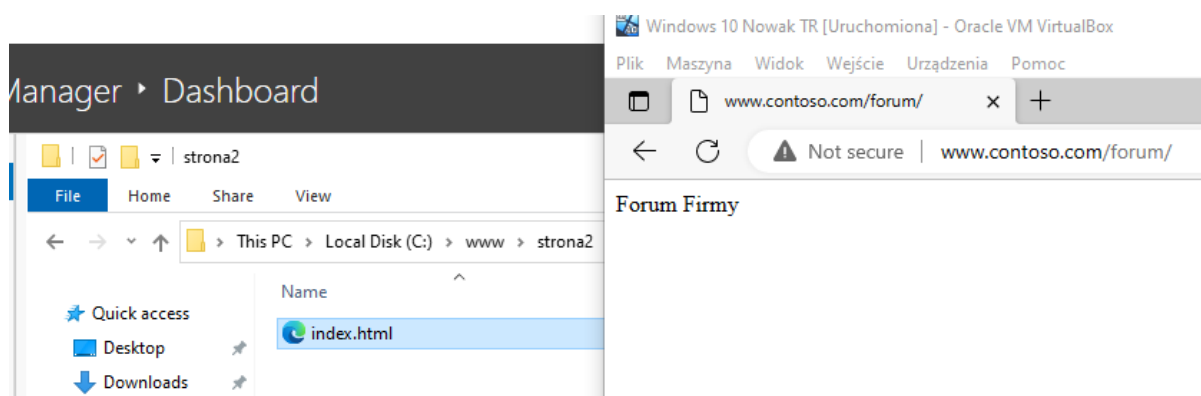 Manager ‣ Dashboard
strona2
File Home Share View
This PC > Local Disk (C:) > www > strona2
Name
Quick access
index.html
Desktop
Downloads
Windows 10 Nowak TR [Uruchomiona] - Oracle VM VirtualBox
Plik Maszyna Widok Wejście Urządzenia Pomoc
www.contoso.com/forum/
Not secure | www.contoso.com/forum/
Forum Firmy